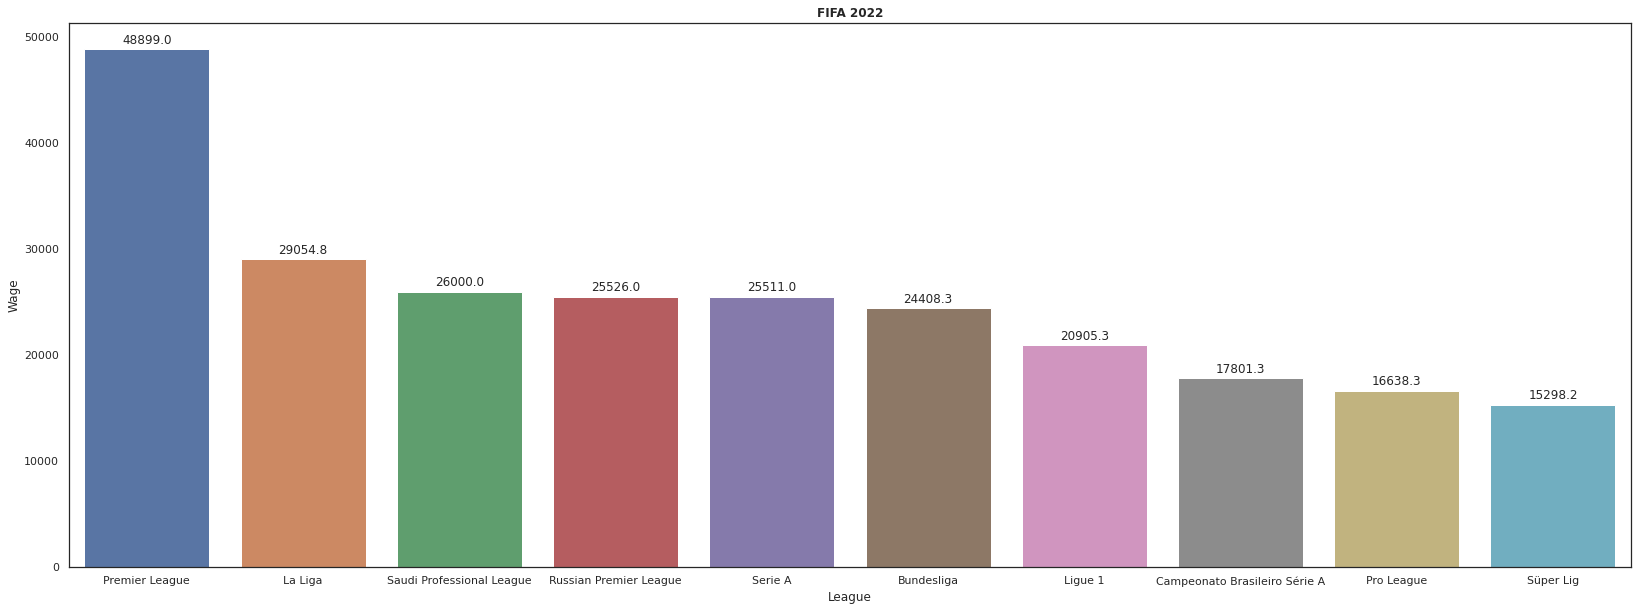 FIFA 2022
50000
40000
30000
20000
10000
0
Wage
48899.0
29054.8
26000.0
25526.0
25511.0
24408.3
20905.3
17801.3
16638.3
15298.2
Premier League
La Liga
Saudi Professional League
Russian Premier League
Serie A
Bundesliga
Ligue 1
Campeonato Brasileiro Série A
Pro League
Süper Lig
League